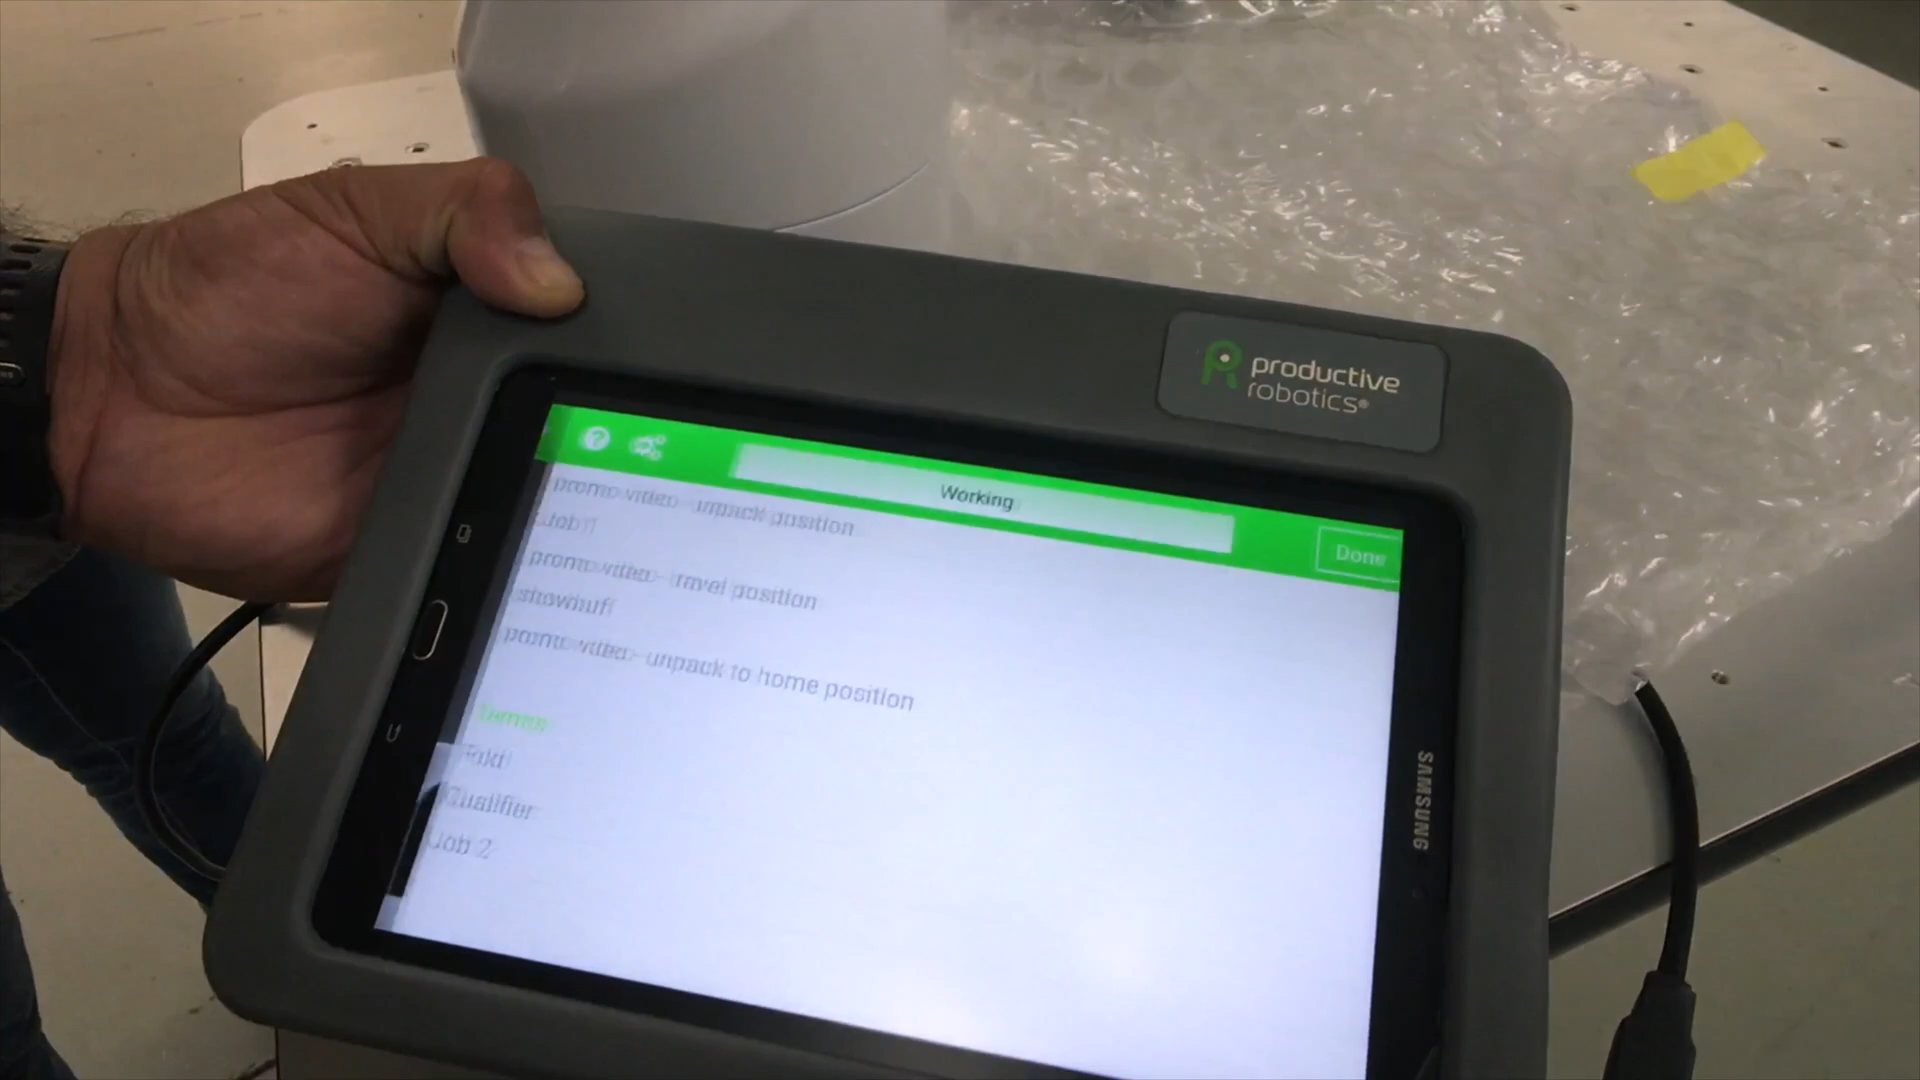 productive
robotics®
Working
Done
promo video - unpack position
Job 1
promo video - travel position
promo video - unpack to home position
Demos
Qualifier
Job 2
SAMSUNG